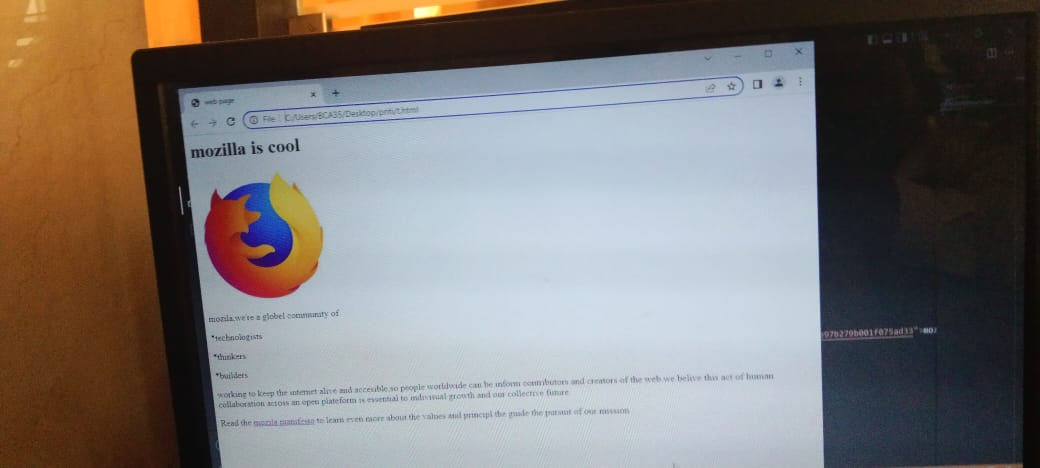 web page
File C:/Users/BCA35/Desktop/priti/t.html
mozilla is cool
mozila,we're a globel community of
*technologists
*thinkers
*builders
working to keep the internet alive and accesible,so people worldwide can be inform contributors and creators of the web.we belive this act of human
collaboration across an open plateform is essential to indivisual growth and our collective future
Read the mozila manifesto to learn even more about the values and principl the guide the pursuit of our mission
97b279b001f075ad33"